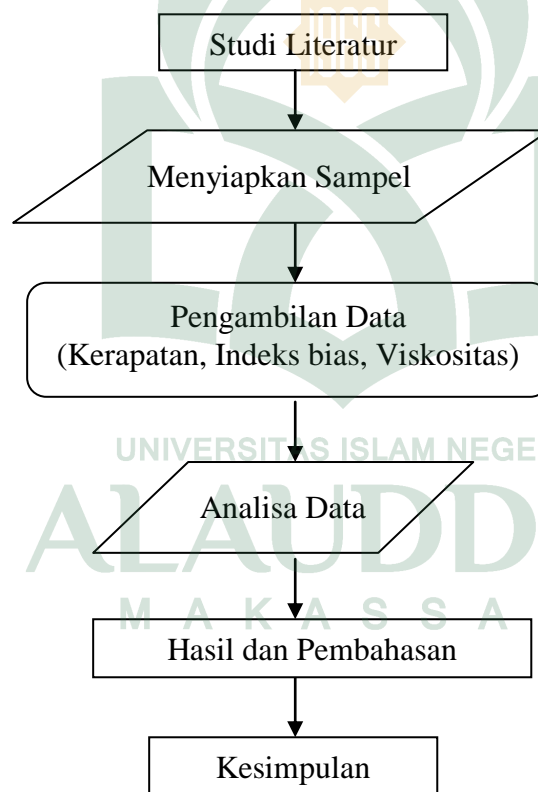 Studi Literatur
Menyiapkan Sampel
Pengambilan Data
(Kerapatan, Indeks bias, Viskositas)
UNIVERSITAS ISLAM NEGE
Analisa Data
ALAUDD
MAKASSA
Hasil dan Pembahasan
Kesimpulan